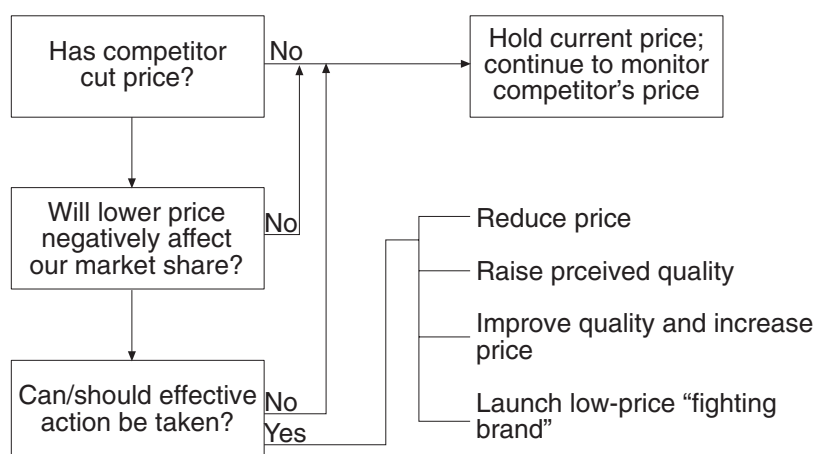 Has competitor
cut price?
No
Hold current price;
continue to monitor
competitor's price
Will lower price
negatively affect
our market share?
No
Reduce price
Raise prceived quality
Improve quality and increase
price
Launch low-price “fighting
brand”
Can/should effective
action be taken?
No
Yes